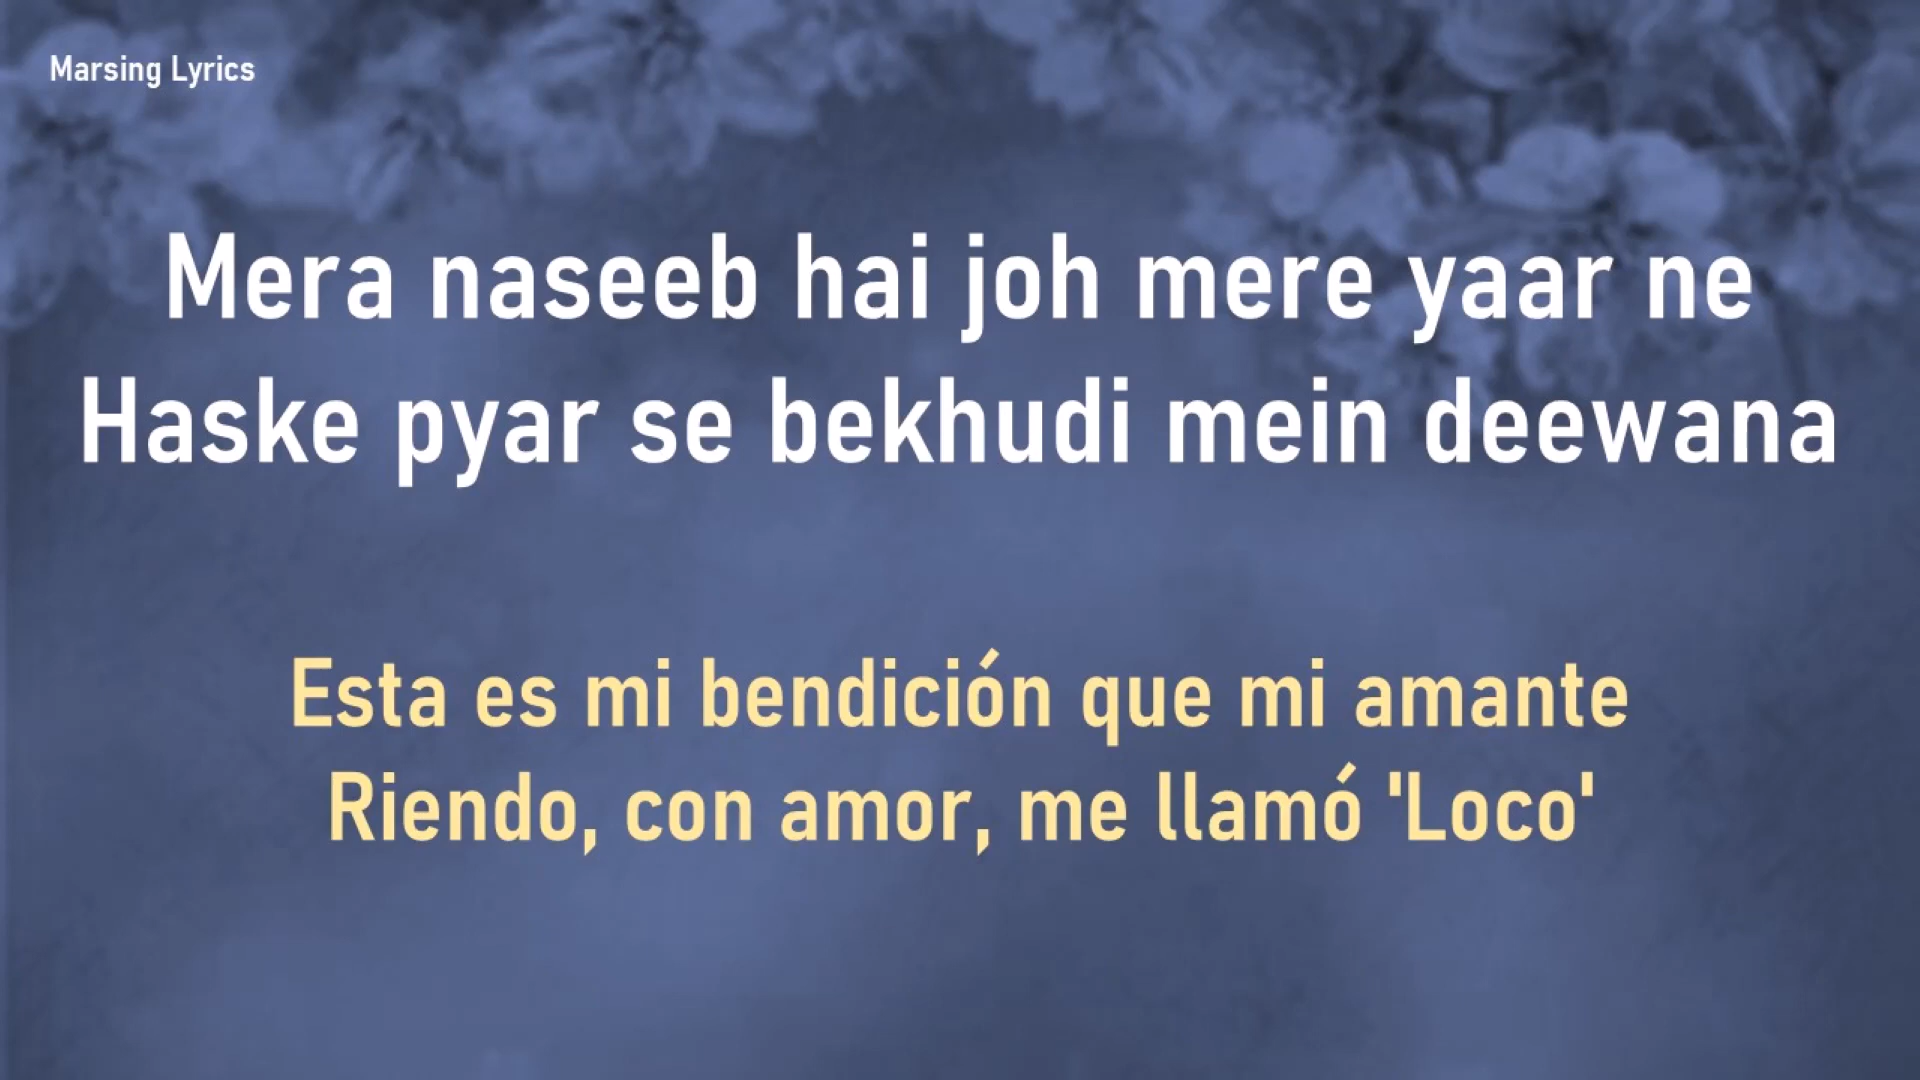 Marsing Lyrics
Mera naseeb hai joh mere yaar ne
Haske pyar se bekhudi mein deewana
Esta es mi bendición que mi amante
Riendo, con amor, me llamó 'Loco'